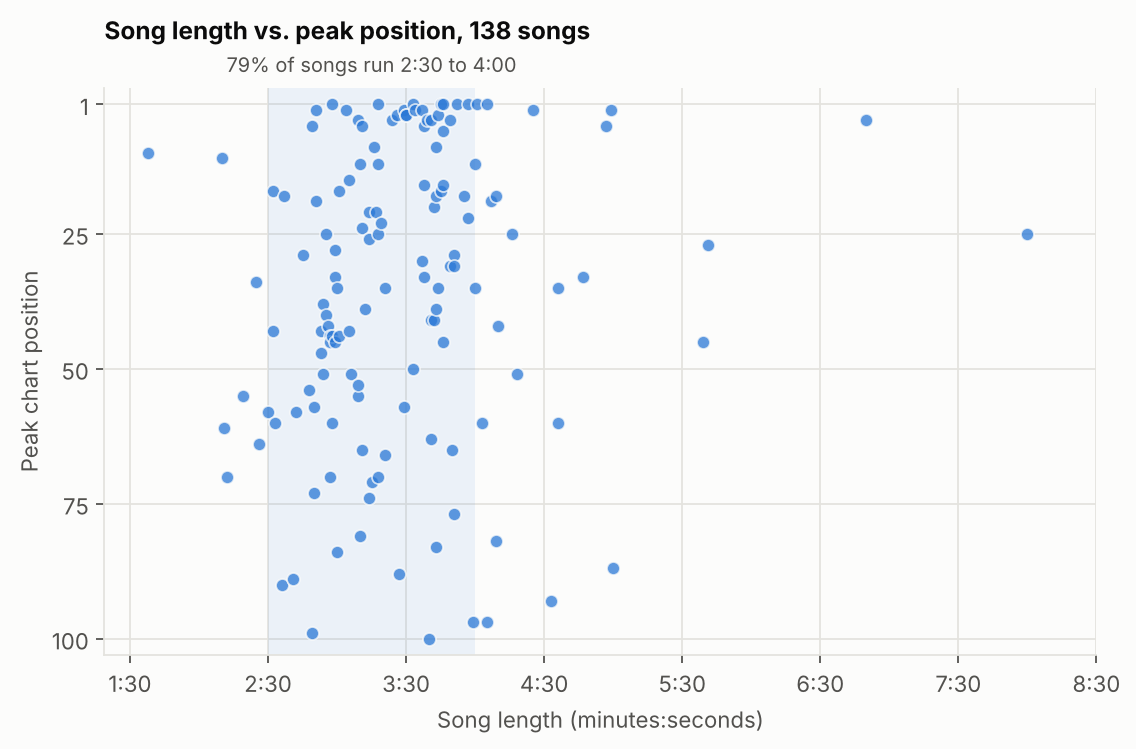 Song length vs. peak position, 138 songs
79% of songs run 2:30 to 4:00
Peak chart position
1
25
50
75
100
1:30 2:30 3:30 4:30 5:30 6:30 7:30 8:30
Song length (minutes:seconds)